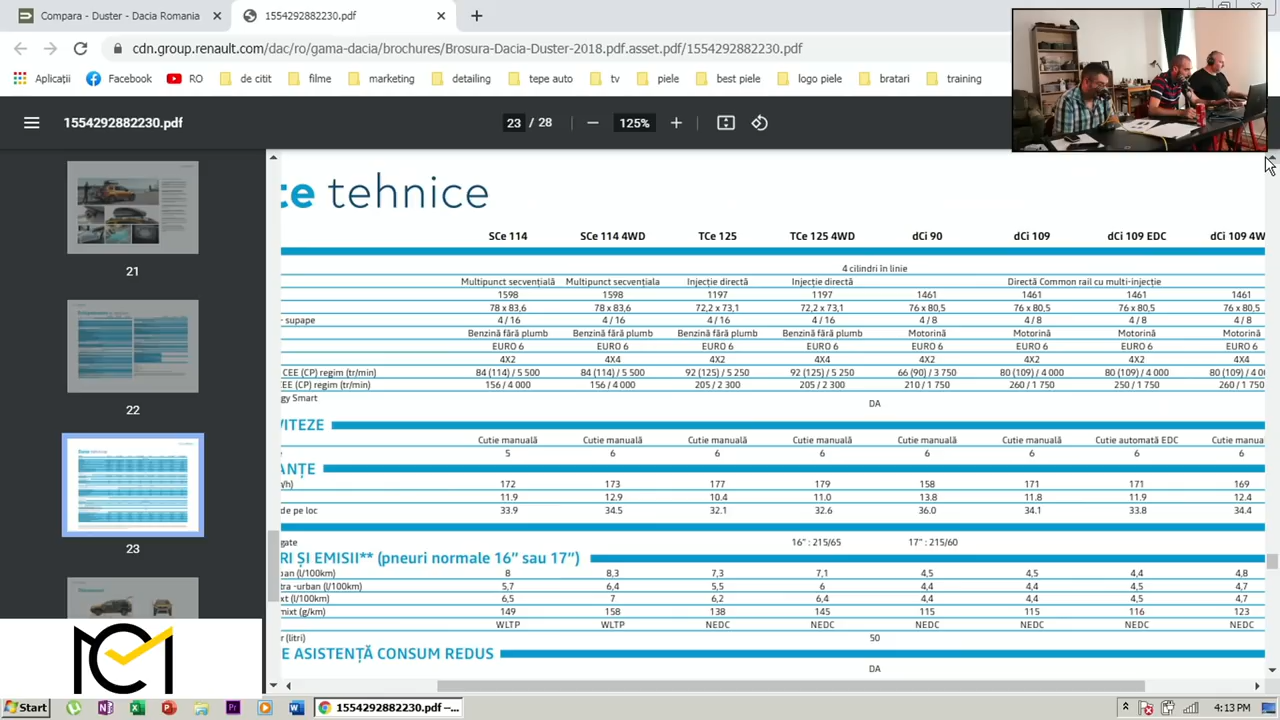 Compara - Duster - Dacia Romania
1554292882230.pdf
cdn.group.renault.com/dac/ro/gama-dacia/brochures/Brosura-Dacia-Duster-2018.pdf.asset.pdf/1554292882230.pdf
Aplicații Facebook RO de citit filme marketing detailing tepe auto tv piele best piele logo piele bratari training
1554292882230.pdf
23 / 28
125%
21
22
23
te tehnice
SCe 114 SCe 114 4WD TCe 125 TCe 125 4WD dCi 90 dCi 109 dCi 109 EDC dCi 109 4W
4 cilindri în linie
Multipunct secvențială Multipunct secvențiala Injecție directă Injecție directă Directă Common rail cu multi-injecție
1598 1598 1197 1197 1461 1461 1461 1461
78 x 83,6 78 x 83,6 72,2 x 73,1 72,2 x 73,1 76 x 80,5 76 x 80,5 76 x 80,5 76 x 80,5
- supape 4 / 16 4 / 16 4 / 16 4 / 16 4 / 8 4 / 8 4 / 8 4 / 8
Benzină fără plumb Benzină fără plumb Benzină fără plumb Benzină fără plumb Motorină Motorină Motorină Motorină
EURO 6 EURO 6 EURO 6 EURO 6 EURO 6 EURO 6 EURO 6 EURO 6
4X2 4X4 4X2 4X4 4X2 4X2 4X2 4X4
CEE (CP) regim (tr/min) 84 (114) / 5 500 84 (114) / 5 500 92 (125) / 5 250 92 (125) / 5 250 66 (90) / 3 750 80 (109) / 4 000 80 (109) / 4 000 80 (109) / 4 00
EE (CP) regim (tr/min) 156 / 4 000 156 / 4 000 205 / 2 300 205 / 2 300 210 / 1 750 260 / 1 750 250 / 1 750 260 / 1 750
gy Smart
DA
VITEZE
Cutie manuală Cutie manuală Cutie manuală Cutie manuală Cutie manuală Cutie manuală Cutie automată EDC Cutie manua
5 6 6 6 6 6 6 6
ANȚE
/h) 172 173 177 179 158 171 171 169
11.9 12.9 10.4 11.0 13.8 11.8 11.9 12.4
de pe loc 33.9 34.5 32.1 32.6 36.0 34.1 33.8 34.4
gate 16" : 215/65 17" : 215/60
RI ȘI EMISII** (pneuri normale 16" sau 17")
ban (l/100km) 8 8,3 7,3 7,1 4,5 4,5 4,4 4,8
tra -urban (l/100km) 5,7 6,4 5,5 6 4,4 4,4 4,5 4,7
xt (l/100km) 6,5 7 6,2 6,4 4,4 4,4 4,5 4,7
mixt (g/km) 149 158 138 145 115 115 116 123
WLTP WLTP NEDC NEDC NEDC NEDC NEDC NEDC
r (litri) 50
E ASISTENȚĂ CONSUM REDUS
DA
Start
1554292882230.pdf –...
4:13 PM